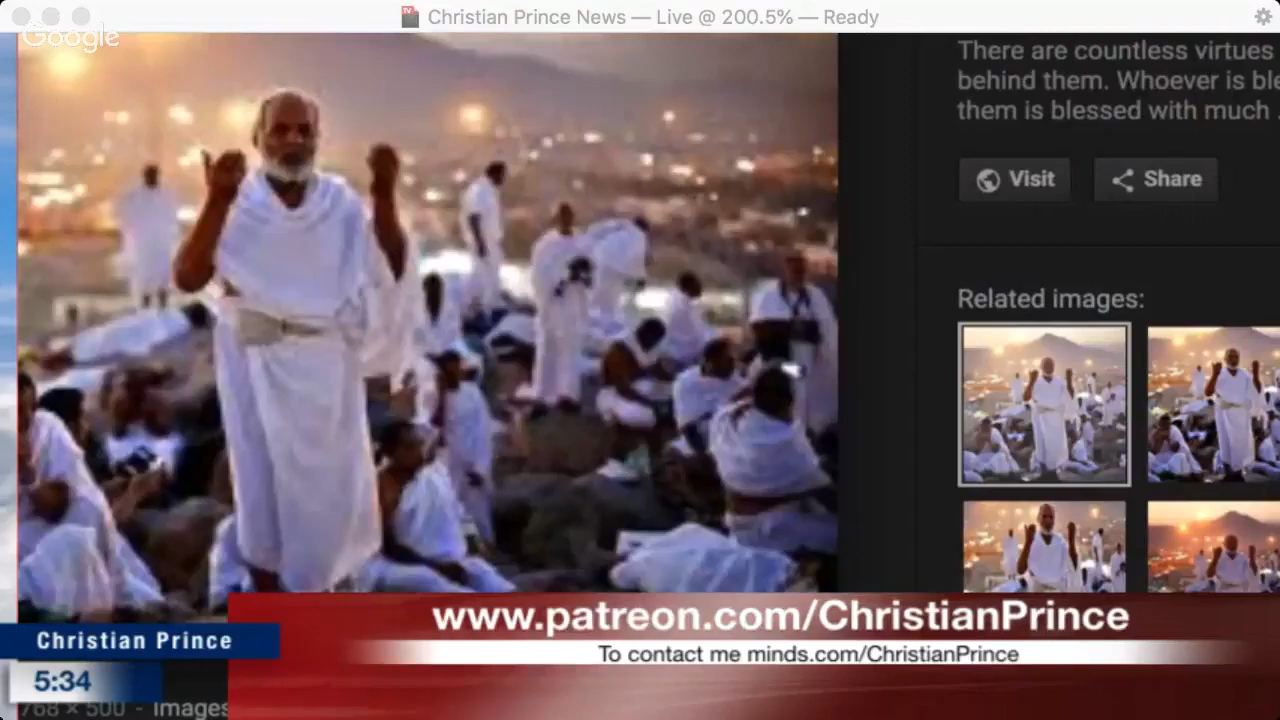 Christian Prince News — Live @ 200.5% — Ready
Google
There are countless virtues
behind them. Whoever is ble
them is blessed with much
Visit
Share
Related images:
www.patreon.com/ChristianPrince
To contact me minds.com/ChristianPrince
Christian Prince
5:34
768 × 500 - Images